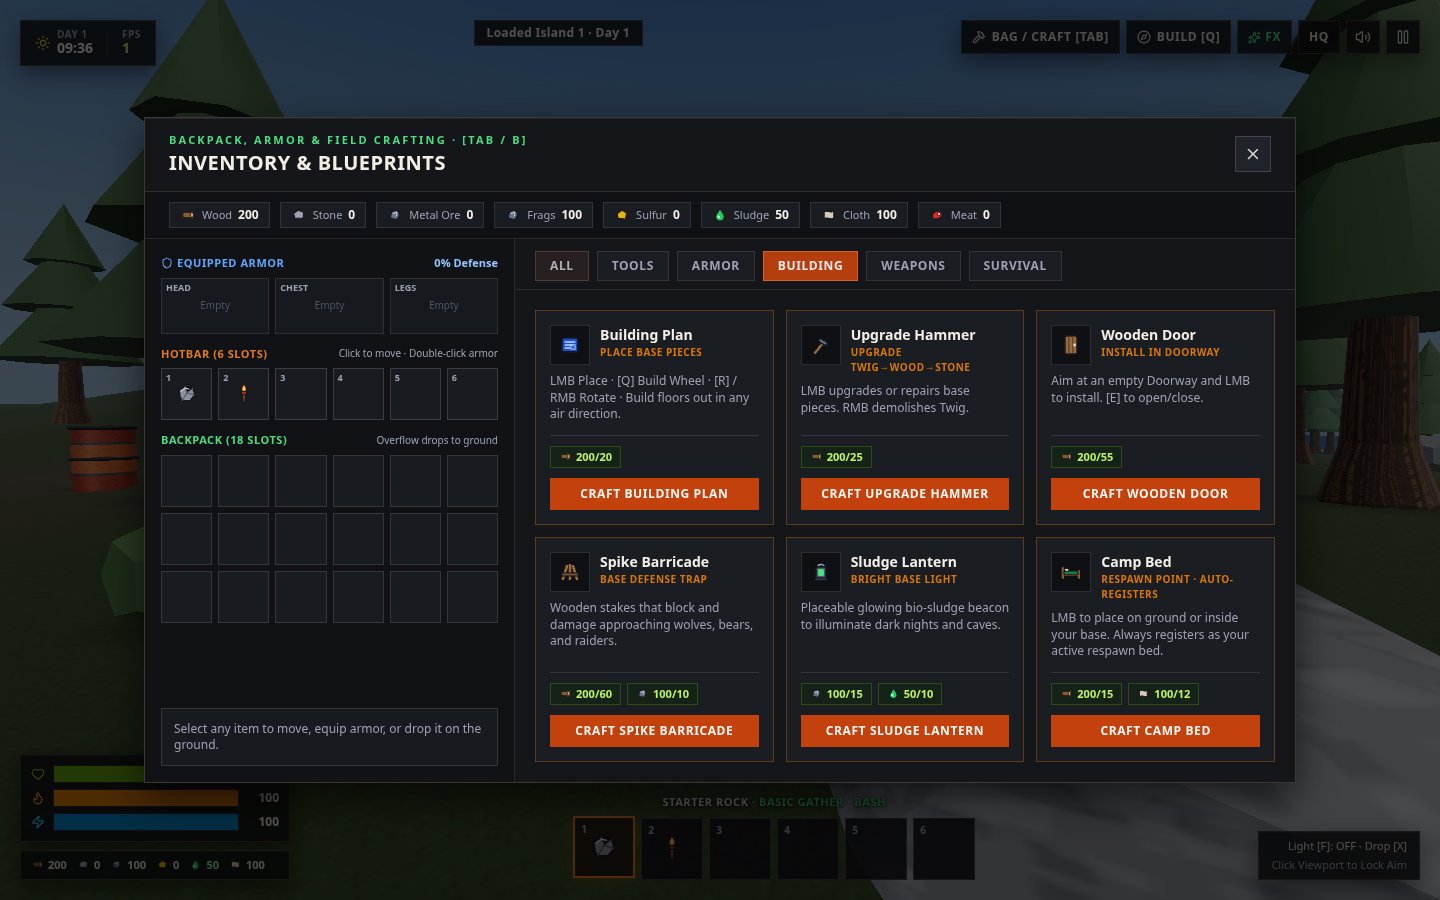 DAY 1
09:36
FPS
1
Loaded Island 1 · Day 1
BAG / CRAFT [TAB]
BUILD [Q]
FX
HQ
BACKPACK, ARMOR & FIELD CRAFTING · [TAB / B]
INVENTORY & BLUEPRINTS
Wood 200
Stone 0
Metal Ore 0
Frags 100
Sulfur 0
Sludge 50
Cloth 100
Meat 0
EQUIPPED ARMOR
0% Defense
HEAD
Empty
CHEST
Empty
LEGS
Empty
HOTBAR (6 SLOTS)
Click to move · Double-click armor
1
2
3
4
5
6
BACKPACK (18 SLOTS)
Overflow drops to ground
Select any item to move, equip armor, or drop it on the
ground.
ALL
TOOLS
ARMOR
BUILDING
WEAPONS
SURVIVAL
Building Plan
PLACE BASE PIECES
LMB Place · [Q] Build Wheel · [R] /
RMB Rotate · Build floors out in any
air direction.
200/20
CRAFT BUILDING PLAN
Upgrade Hammer
UPGRADE
TWIG→WOOD→STONE
LMB upgrades or repairs base
pieces. RMB demolishes Twig.
200/25
CRAFT UPGRADE HAMMER
Wooden Door
INSTALL IN DOORWAY
Aim at an empty Doorway and LMB
to install. [E] to open/close.
200/55
CRAFT WOODEN DOOR
Spike Barricade
BASE DEFENSE TRAP
Wooden stakes that block and
damage approaching wolves, bears,
and raiders.
200/60
100/10
CRAFT SPIKE BARRICADE
Sludge Lantern
BRIGHT BASE LIGHT
Placeable glowing bio-sludge beacon
to illuminate dark nights and caves.
100/15
50/10
CRAFT SLUDGE LANTERN
Camp Bed
RESPAWN POINT · AUTO-
REGISTERS
LMB to place on ground or inside
your base. Always registers as your
active respawn bed.
200/15
100/12
CRAFT CAMP BED
100
100
200
0
100
0
50
100
STARTER ROCK · BASIC GATHER · BASH
1
2
3
4
5
6
Light [F]: OFF · Drop [X]
Click Viewport to Lock Aim